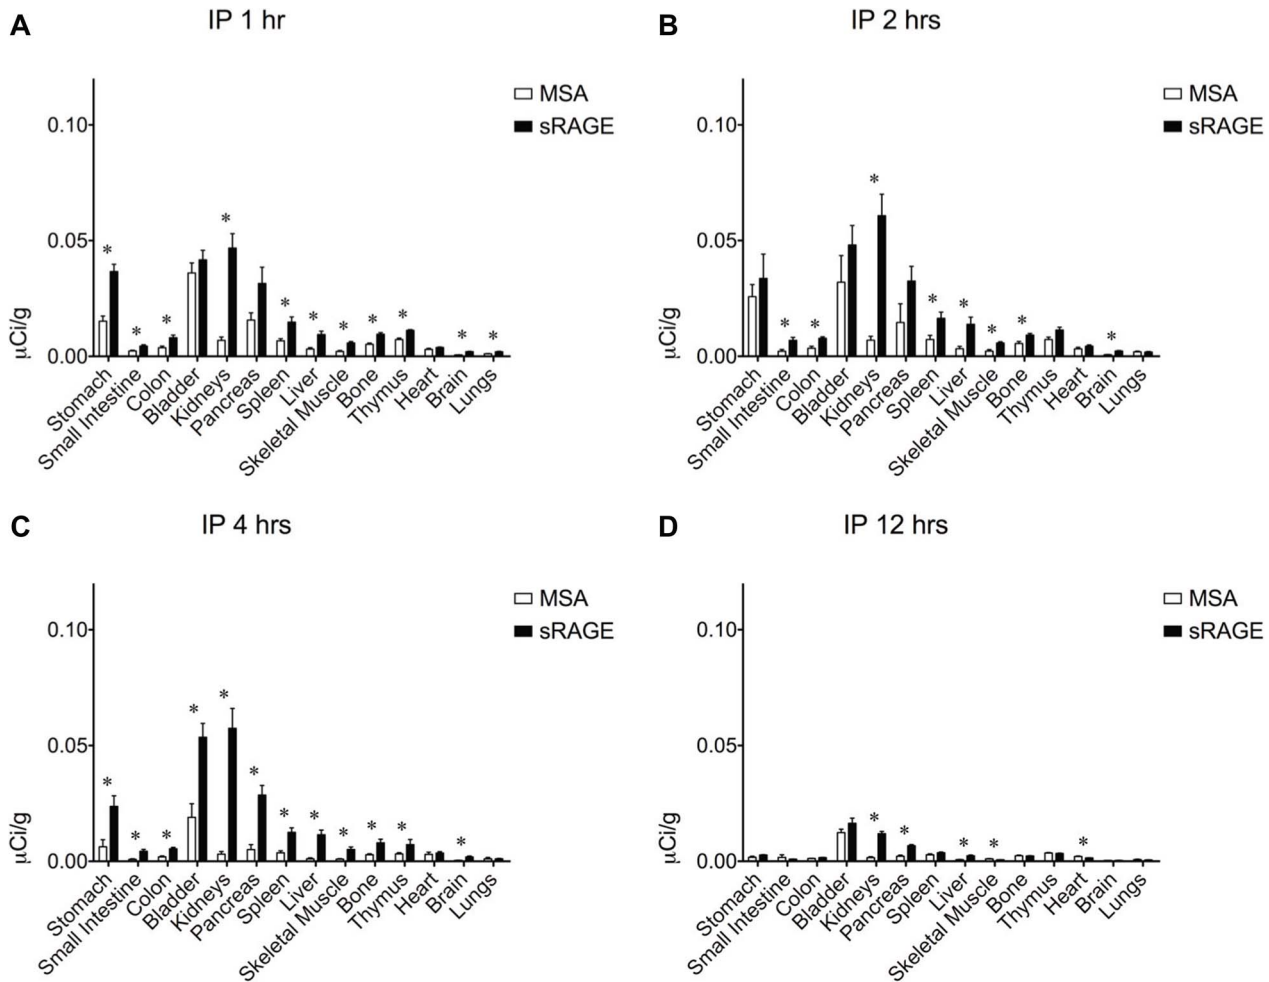 A
IP 1 hr
MSA
sRAGE
0.10
0.05
0.00
μCi/g
*
*
*
*
*
*
*
*
*
*
*
Stomach
Small Intestine
Colon
Bladder
Kidneys
Pancreas
Spleen
Liver
Skeletal Muscle
Bone
Thymus
Heart
Brain
Lungs
B
IP 2 hrs
MSA
sRAGE
0.10
0.05
0.00
μCi/g
*
*
*
*
*
*
*
*
Stomach
Small Intestine
Colon
Bladder
Kidneys
Pancreas
Spleen
Liver
Skeletal Muscle
Bone
Thymus
Heart
Brain
Lungs
C
IP 4 hrs
MSA
sRAGE
0.10
0.05
0.00
μCi/g
*
*
*
*
*
*
*
*
*
*
*
*
Stomach
Small Intestine
Colon
Bladder
Kidneys
Pancreas
Spleen
Liver
Skeletal Muscle
Bone
Thymus
Heart
Brain
Lungs
D
IP 12 hrs
MSA
sRAGE
0.10
0.05
0.00
μCi/g
*
*
*
*
*
Stomach
Small Intestine
Colon
Bladder
Kidneys
Pancreas
Spleen
Liver
Skeletal Muscle
Bone
Thymus
Heart
Brain
Lungs